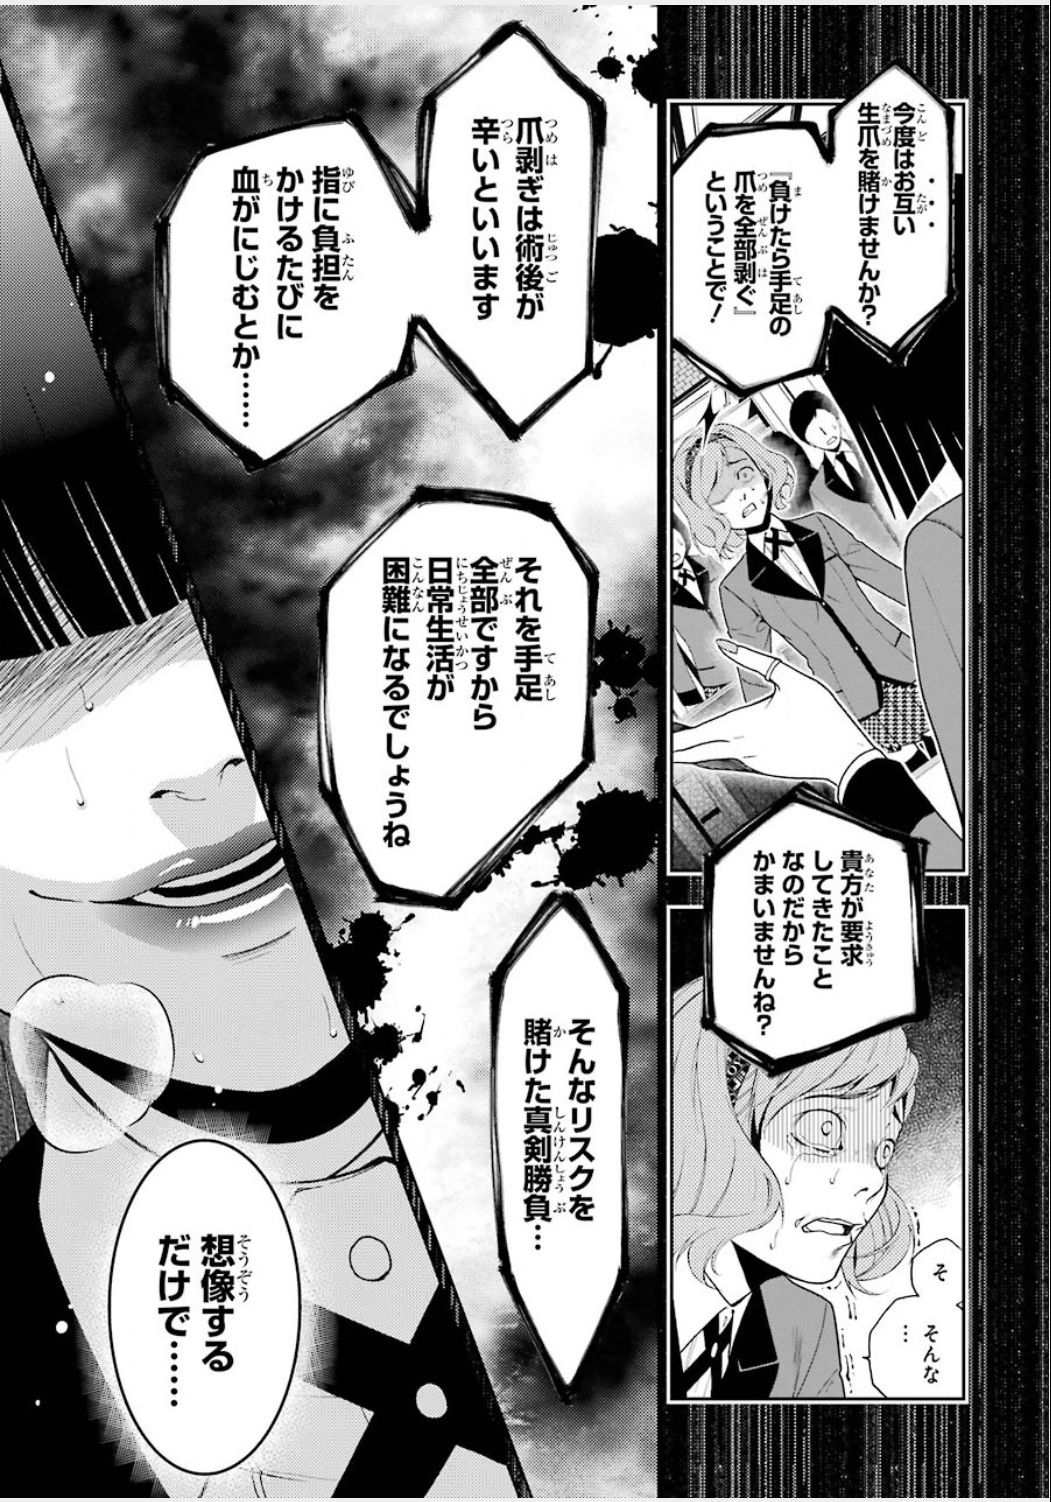 今度はお互い
生爪を賭けませんか?
『負けたら手足の
爪を全部剥ぐ』
ということで!
貴方が要求
してきたこと
なのだから
かまいませんね?
そ
そんな
…
爪剥ぎは術後が
辛いといいます
指に負担を
かけるたびに
血がにじむとか……
それを手足
全部ですから
日常生活が
困難になるでしょうね
そんなリスクを
賭けた真剣勝負…
想像する
だけで……